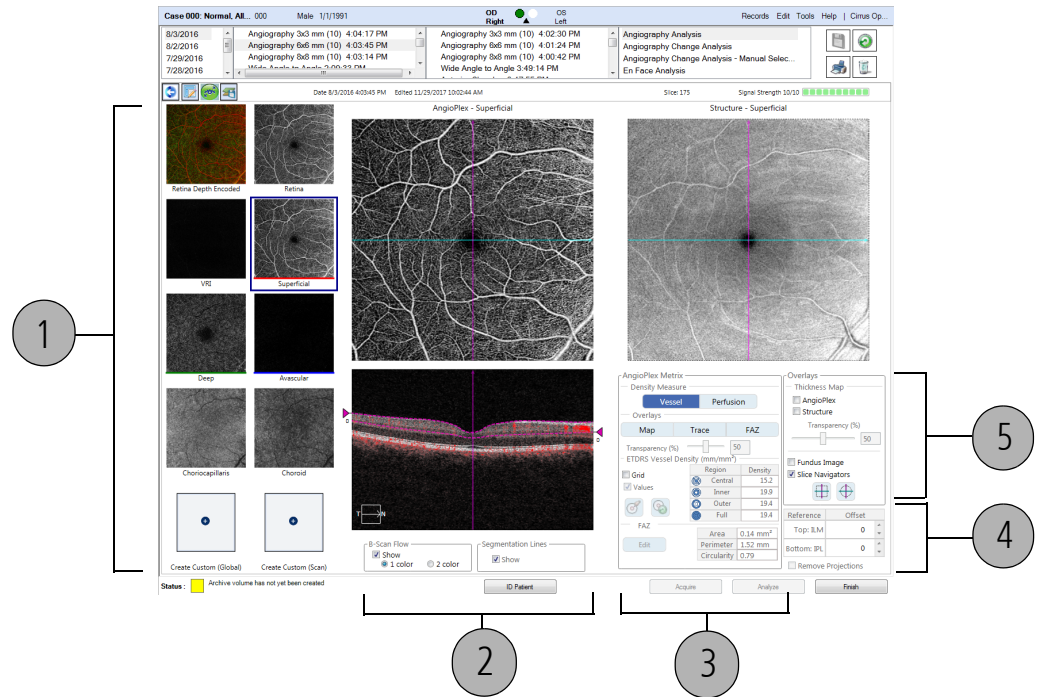 Case 000: Normal, All... 000 Male 1/1/1991 OD Right OS Left Records Edit Tools Help | Cirrus Op...
8/3/2016
8/2/2016
7/29/2016
7/28/2016
Angiography 3x3 mm (10) 4:04:17 PM
Angiography 6x6 mm (10) 4:03:45 PM
Angiography 8x8 mm (10) 4:03:14 PM
Wide Angle to Angle 2:09:33 PM
Angiography 3x3 mm (10) 4:02:30 PM
Angiography 6x6 mm (10) 4:01:24 PM
Angiography 8x8 mm (10) 4:00:42 PM
Wide Angle to Angle 3:49:14 PM
Angiography Analysis
Angiography Change Analysis
Angiography Change Analysis - Manual Selec...
En Face Analysis
Date 8/3/2016 4:03:45 PM Edited 11/29/2017 10:02:44 AM Slice: 175 Signal Strength 10/10
Retina Depth Encoded
Retina
VRI
Superficial
Deep
Avascular
Choriocapillaris
Choroid
Create Custom (Global)
Create Custom (Scan)
AngioPlex - Superficial
Structure - Superficial
T N
B-Scan Flow
Show
1 color 2 color
Segmentation Lines
Show
AngioPlex Metrix
Density Measure
Vessel Perfusion
Overlays
Map Trace FAZ
Transparency (%) 50
ETDRS Vessel Density (mm/mm²)
Grid
Values
Region Density
Central 15.2
Inner 19.9
Outer 19.4
Full 19.4
FAZ
Edit
Area 0.14 mm²
Perimeter 1.52 mm
Circularity 0.79
Overlays
Thickness Map
AngioPlex
Structure
Transparency (%)
50
Fundus Image
Slice Navigators
Reference Offset
Top: ILM 0
Bottom: IPL 0
Remove Projections
Status : Archive volume has not yet been created
ID Patient
Acquire
Analyze
Finish
1
2
3
4
5